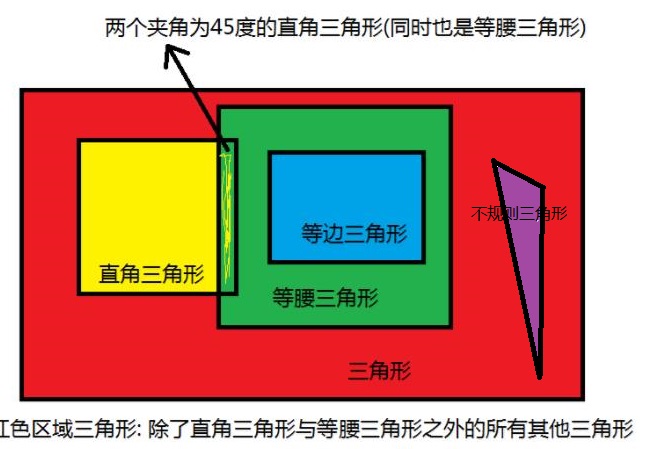 两个夹角为45度的直角三角形(同时也是等腰三角形)
不规则三角形
等边三角形
直角三角形
等腰三角形
三角形
红色区域三角形: 除了直角三角形与等腰三角形之外的所有其他三角形